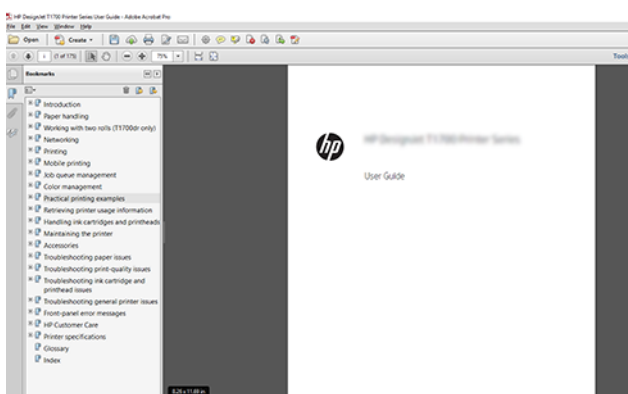 HP DesignJet T1700 Printer Series User Guide - Adobe Acrobat Pro
File Edit View Window Help
Open Create
1 (1 of 175) 75% Tools
Bookmarks
Introduction
Paper handling
Working with two rolls (T1700dr only)
Networking
Printing
Mobile printing
Job queue management
Color management
Practical printing examples
Retrieving printer usage information
Handling ink cartridges and printheads
Maintaining the printer
Accessories
Troubleshooting paper issues
Troubleshooting print-quality issues
Troubleshooting ink cartridge and
printhead issues
Troubleshooting general printer issues
Front-panel error messages
HP Customer Care
Printer specifications
Glossary
Index
hp
HP DesignJet T1700 Printer Series
User Guide
8.26 x 11.69 in